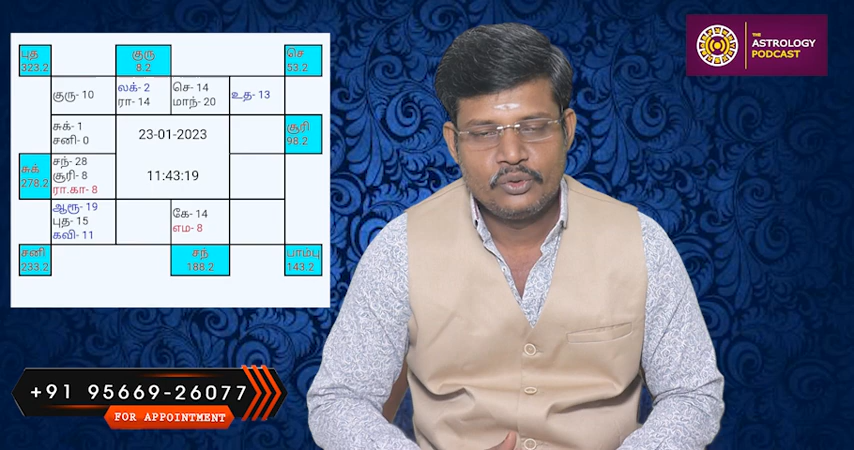 புத
323.2
குரு
8.2
செ
53.2
குரு- 10
லக்- 2
ரா- 14
செ- 14
மாந்- 20
உத- 13
சுக்- 1
சனி- 0
23-01-2023
சூரி
98.2
சுக்
278.2
சந்- 28
சூரி- 8
ரா.கா- 8
11:43:19
ஆரூ- 19
புத- 15
கவி- 11
கே- 14
எம- 8
சனி
233.2
சந்
188.2
பாம்பு
143.2
THE
ASTROLOGY
PODCAST
+91 95669-26077
FOR APPOINTMENT